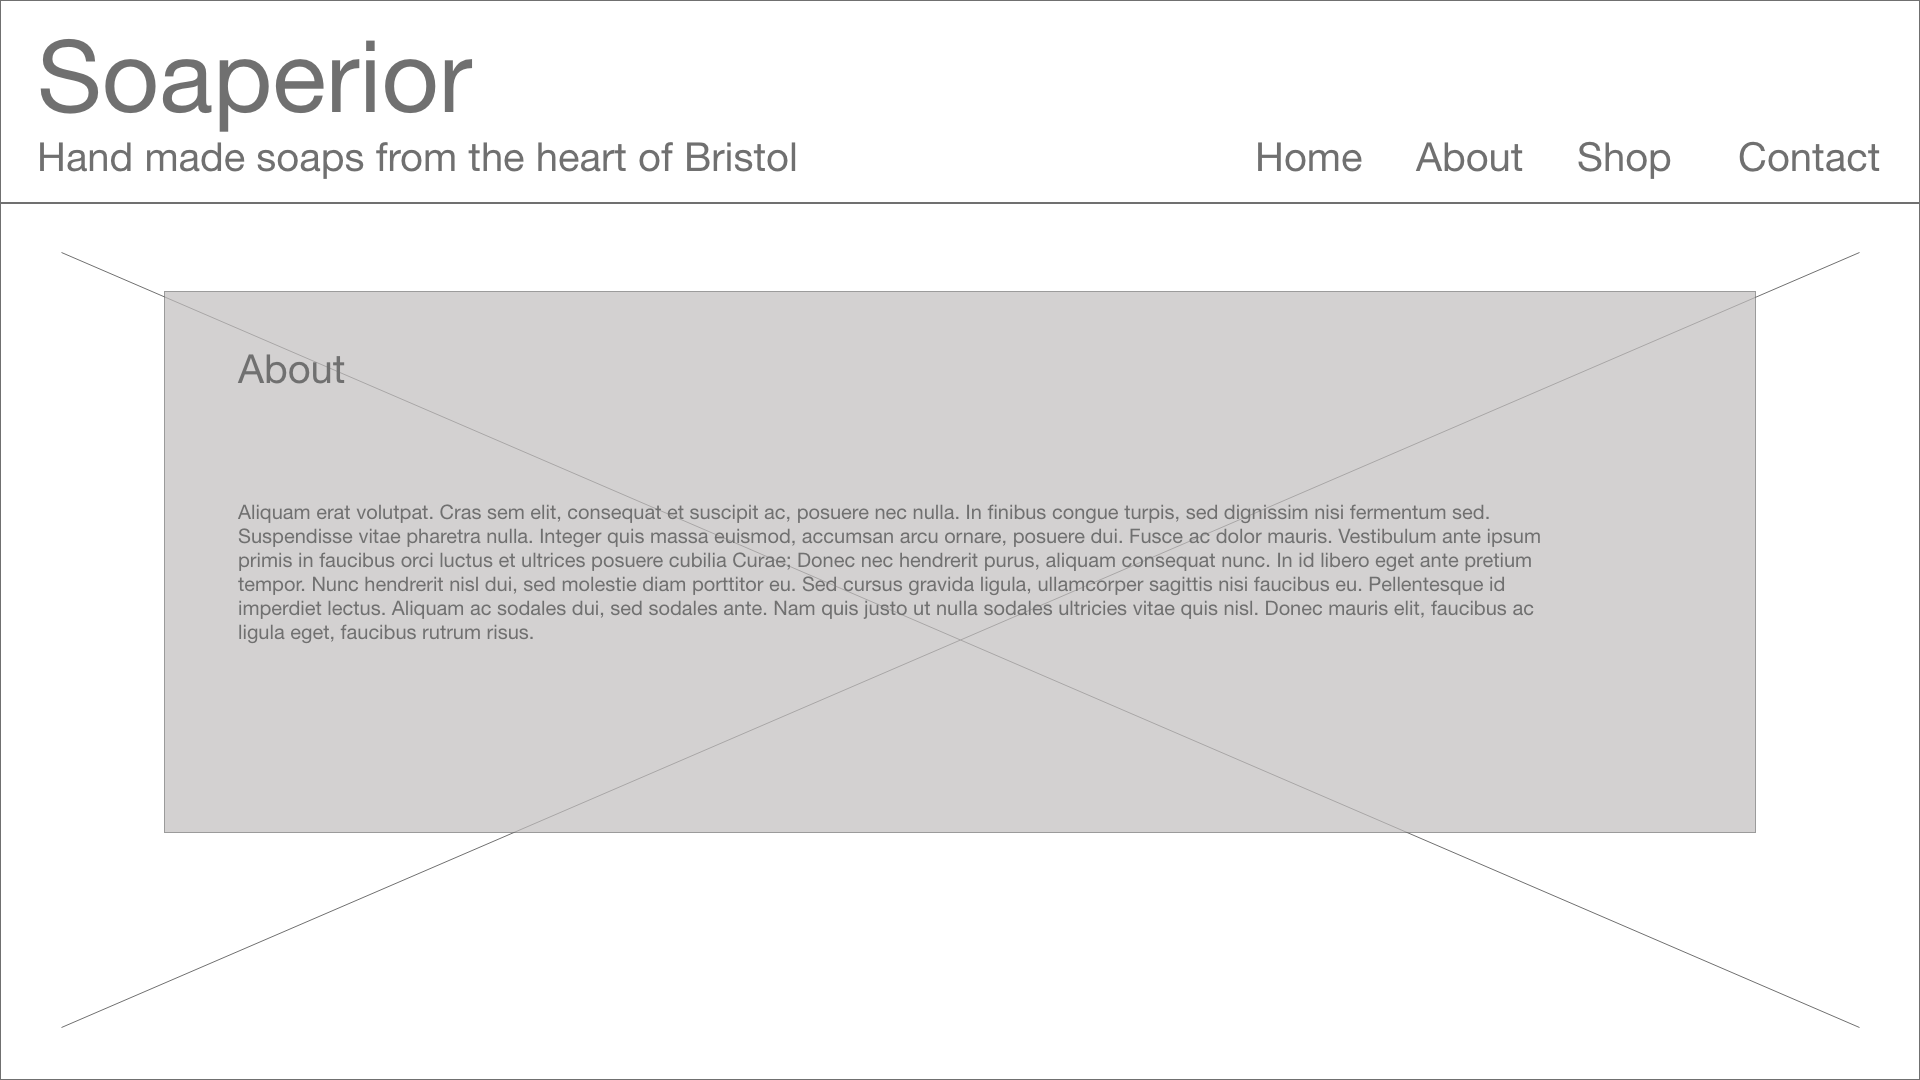 Soaperior
Hand made soaps from the heart of Bristol
Home About Shop Contact
About
Aliquam erat volutpat. Cras sem elit, consequat et suscipit ac, posuere nec nulla. In finibus congue turpis, sed dignissim nisi fermentum sed.
Suspendisse vitae pharetra nulla. Integer quis massa euismod, accumsan arcu ornare, posuere dui. Fusce ac dolor mauris. Vestibulum ante ipsum
primis in faucibus orci luctus et ultrices posuere cubilia Curae; Donec nec hendrerit purus, aliquam consequat nunc. In id libero eget ante pretium
tempor. Nunc hendrerit nisl dui, sed molestie diam porttitor eu. Sed cursus gravida ligula, ullamcorper sagittis nisi faucibus eu. Pellentesque id
imperdiet lectus. Aliquam ac sodales dui, sed sodales ante. Nam quis justo ut nulla sodales ultricies vitae quis nisl. Donec mauris elit, faucibus ac
ligula eget, faucibus rutrum risus.